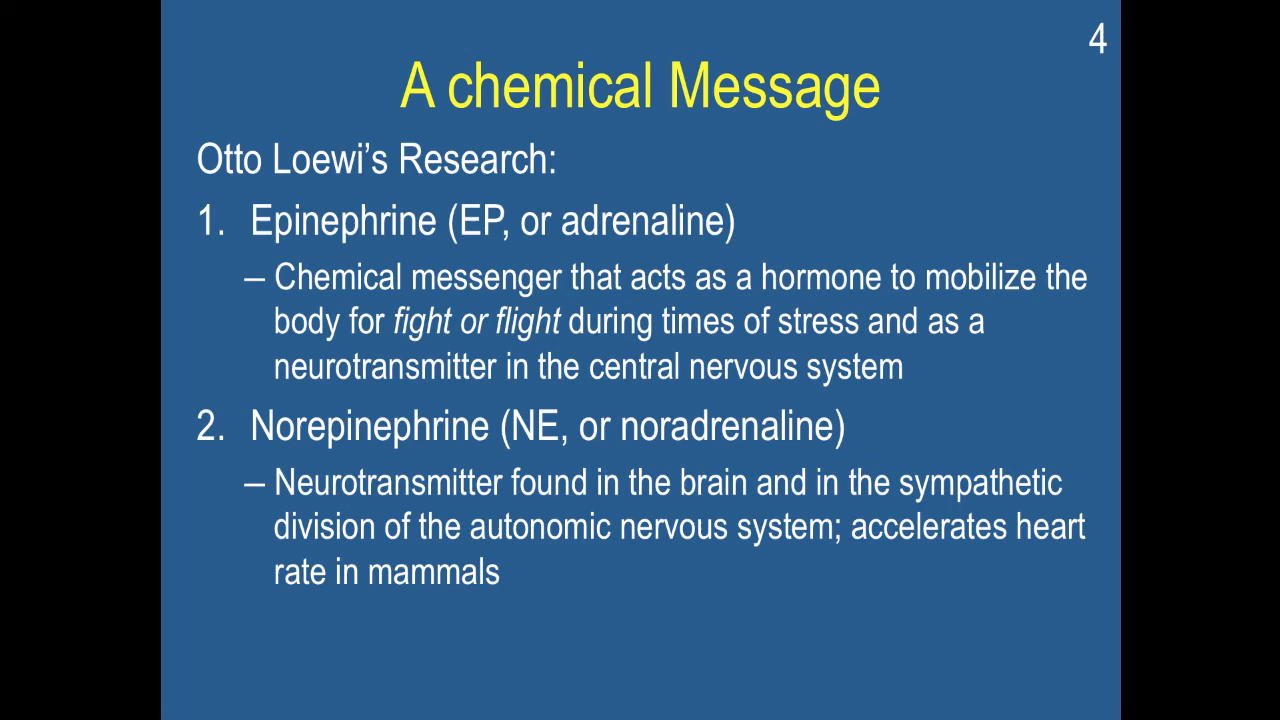 4
A chemical Message
Otto Loewi’s Research:
1. Epinephrine (EP, or adrenaline)
– Chemical messenger that acts as a hormone to mobilize the
body for fight or flight during times of stress and as a
neurotransmitter in the central nervous system
2. Norepinephrine (NE, or noradrenaline)
– Neurotransmitter found in the brain and in the sympathetic
division of the autonomic nervous system; accelerates heart
rate in mammals